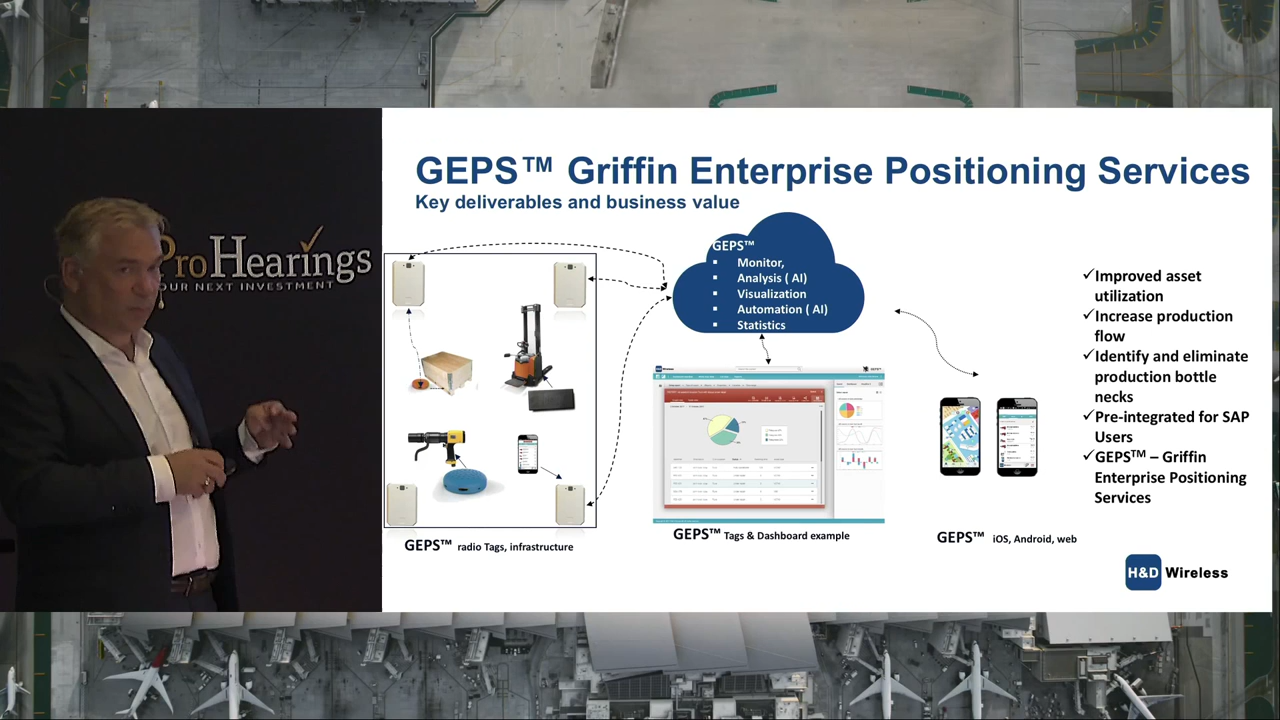 GEPS™ Griffin Enterprise Positioning Services
Key deliverables and business value
ProHearings
OUR NEXT INVESTMENT
GEPS™
▪ Monitor,
▪ Analysis ( AI)
▪ Visualization
▪ Automation ( AI)
▪ Statistics
✓Improved asset
utilization
✓Increase production
flow
✓Identify and eliminate
production bottle
necks
✓Pre-integrated for SAP
Users
✓GEPS™ – Griffin
Enterprise Positioning
Services
GEPS™ radio Tags, infrastructure
GEPS™ Tags & Dashboard example
GEPS™ iOS, Android, web
H&D Wireless